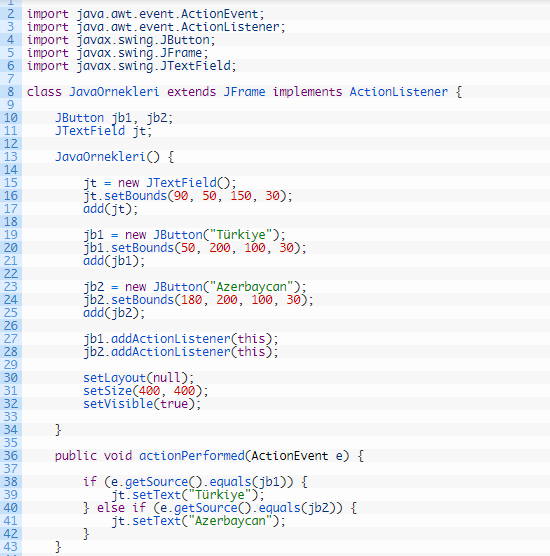 1
2 import java.awt.event.ActionEvent;
3 import java.awt.event.ActionListener;
4 import javax.swing.JButton;
5 import javax.swing.JFrame;
6 import javax.swing.JTextField;
7
8 class JavaOrnekleri extends JFrame implements ActionListener {
9
10     JButton jb1, jb2;
11     JTextField jt;
12
13     JavaOrnekleri() {
14
15         jt = new JTextField();
16         jt.setBounds(90, 50, 150, 30);
17         add(jt);
18
19         jb1 = new JButton("Türkiye");
20         jb1.setBounds(50, 200, 100, 30);
21         add(jb1);
22
23         jb2 = new JButton("Azerbaycan");
24         jb2.setBounds(180, 200, 100, 30);
25         add(jb2);
26
27         jb1.addActionListener(this);
28         jb2.addActionListener(this);
29
30         setLayout(null);
31         setSize(400, 400);
32         setVisible(true);
33
34     }
35
36     public void actionPerformed(ActionEvent e) {
37
38         if (e.getSource().equals(jb1)) {
39             jt.setText("Türkiye");
40         } else if (e.getSource().equals(jb2)) {
41             jt.setText("Azerbaycan");
42         }
43     }